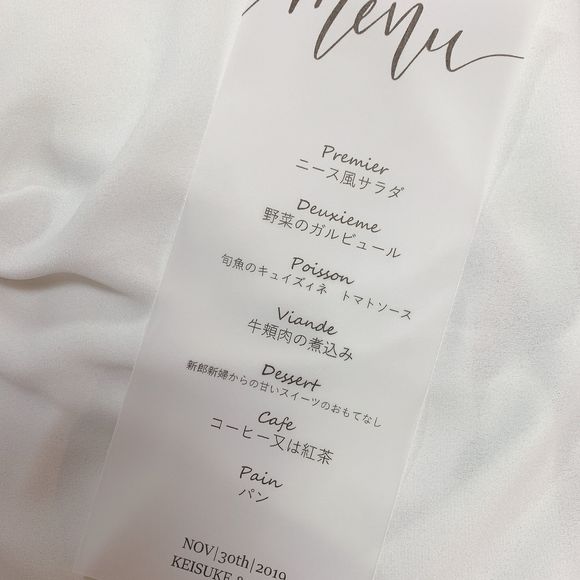 menu
Premier
ニース風サラダ
Deuxieme
野菜のガルビュール
Poisson
旬魚のキュイズィネ トマトソース
Viande
牛頬肉の煮込み
Dessert
新郎新婦からの甘いスイーツのおもてなし
Cafe
コーヒー又は紅茶
Pain
パン
NOV|30th|2019
KEISUKE &